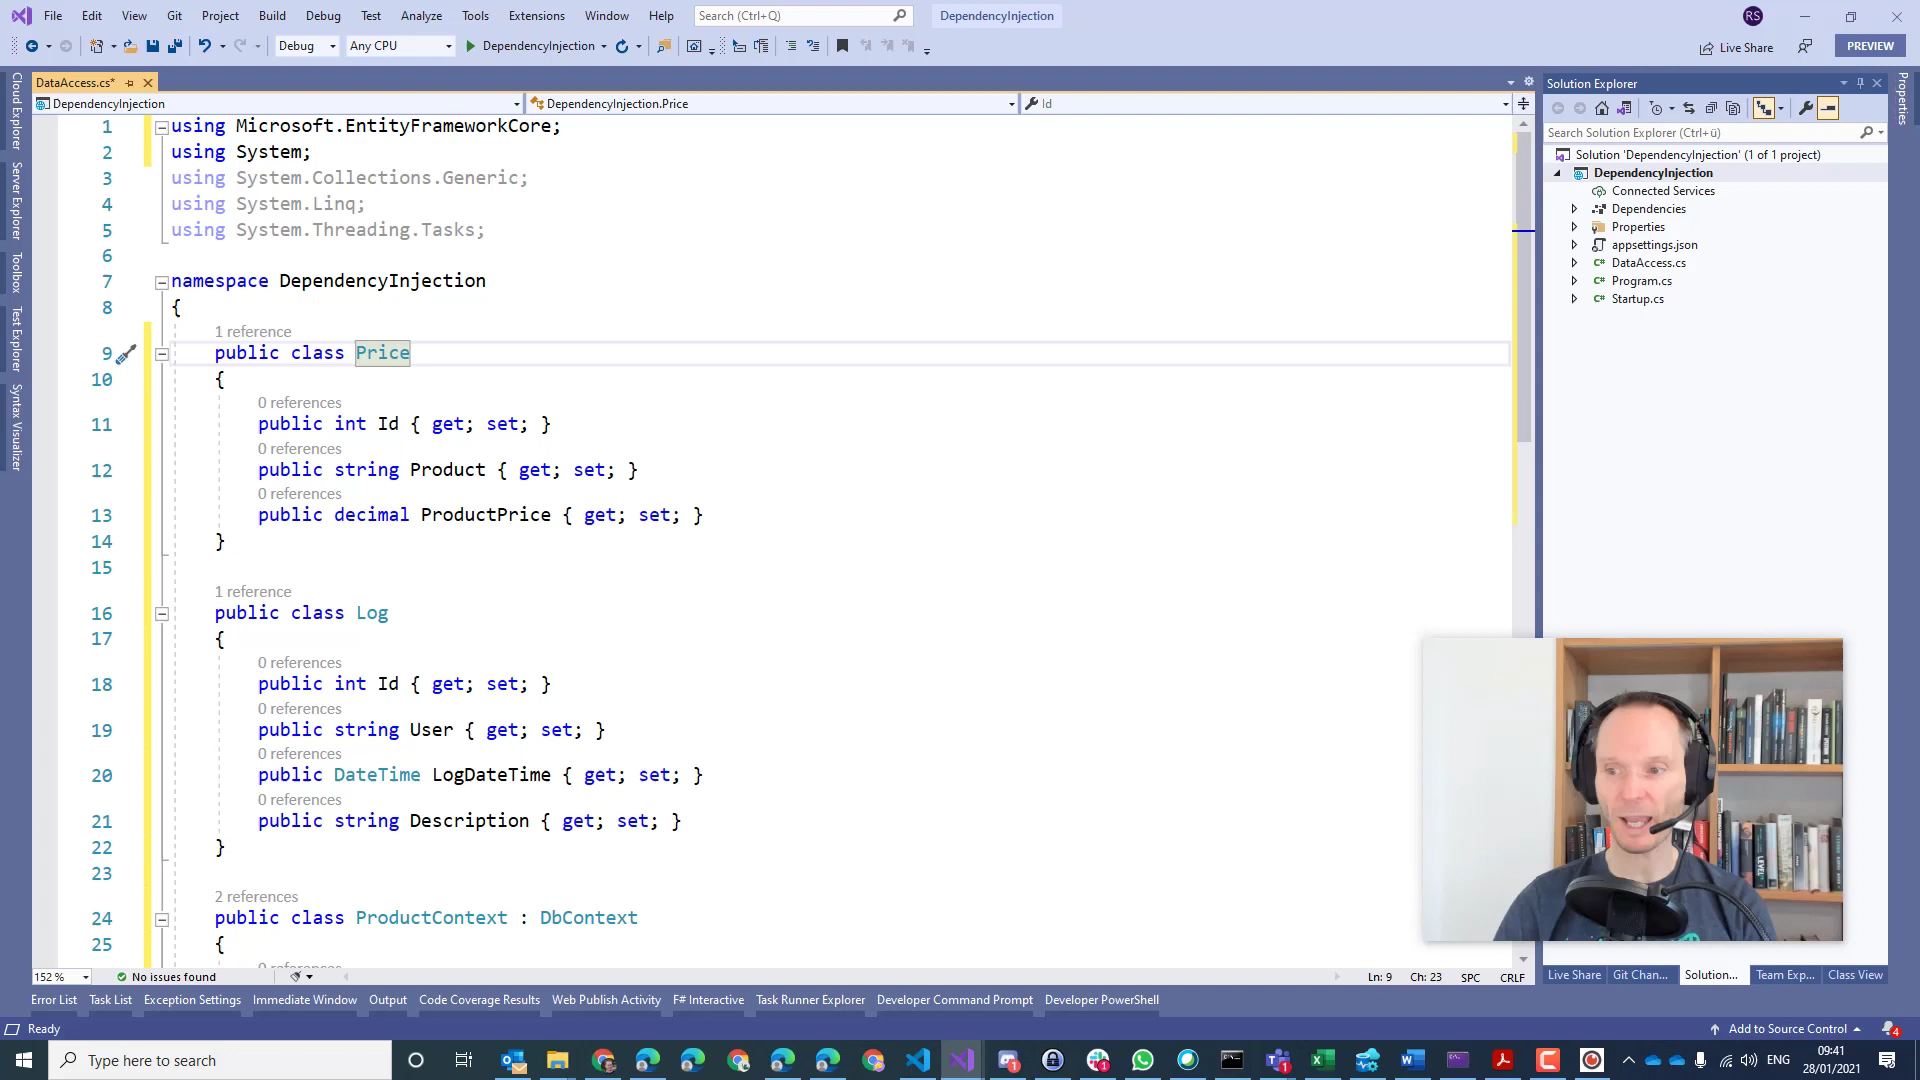 File Edit View Git Project Build Debug Test Analyze Tools Extensions Window Help Search (Ctrl+Q) DependencyInjection RS
Debug Any CPU DependencyInjection Live Share PREVIEW
DataAccess.cs*
DependencyInjection DependencyInjection.Price Id
1 using Microsoft.EntityFrameworkCore;
2 using System;
3 using System.Collections.Generic;
4 using System.Linq;
5 using System.Threading.Tasks;
6
7 namespace DependencyInjection
8 {
1 reference
9 public class Price
10 {
0 references
11 public int Id { get; set; }
0 references
12 public string Product { get; set; }
0 references
13 public decimal ProductPrice { get; set; }
14 }
15
1 reference
16 public class Log
17 {
0 references
18 public int Id { get; set; }
0 references
19 public string User { get; set; }
0 references
20 public DateTime LogDateTime { get; set; }
0 references
21 public string Description { get; set; }
22 }
23
2 references
24 public class ProductContext : DbContext
25 {
Cloud Explorer
Server Explorer
Toolbox
Test Explorer
Syntax Visualizer
Solution Explorer
Search Solution Explorer (Ctrl+ü)
Solution 'DependencyInjection' (1 of 1 project)
DependencyInjection
Connected Services
Dependencies
Properties
appsettings.json
DataAccess.cs
Program.cs
Startup.cs
Properties
152 % No issues found Ln: 9 Ch: 23 SPC CRLF
Live Share Git Chan... Solution... Team Exp... Class View
Error List Task List Exception Settings Immediate Window Output Code Coverage Results Web Publish Activity F# Interactive Task Runner Explorer Developer Command Prompt Developer PowerShell
Ready Add to Source Control 4
Type here to search ENG 09:41
28/01/2021